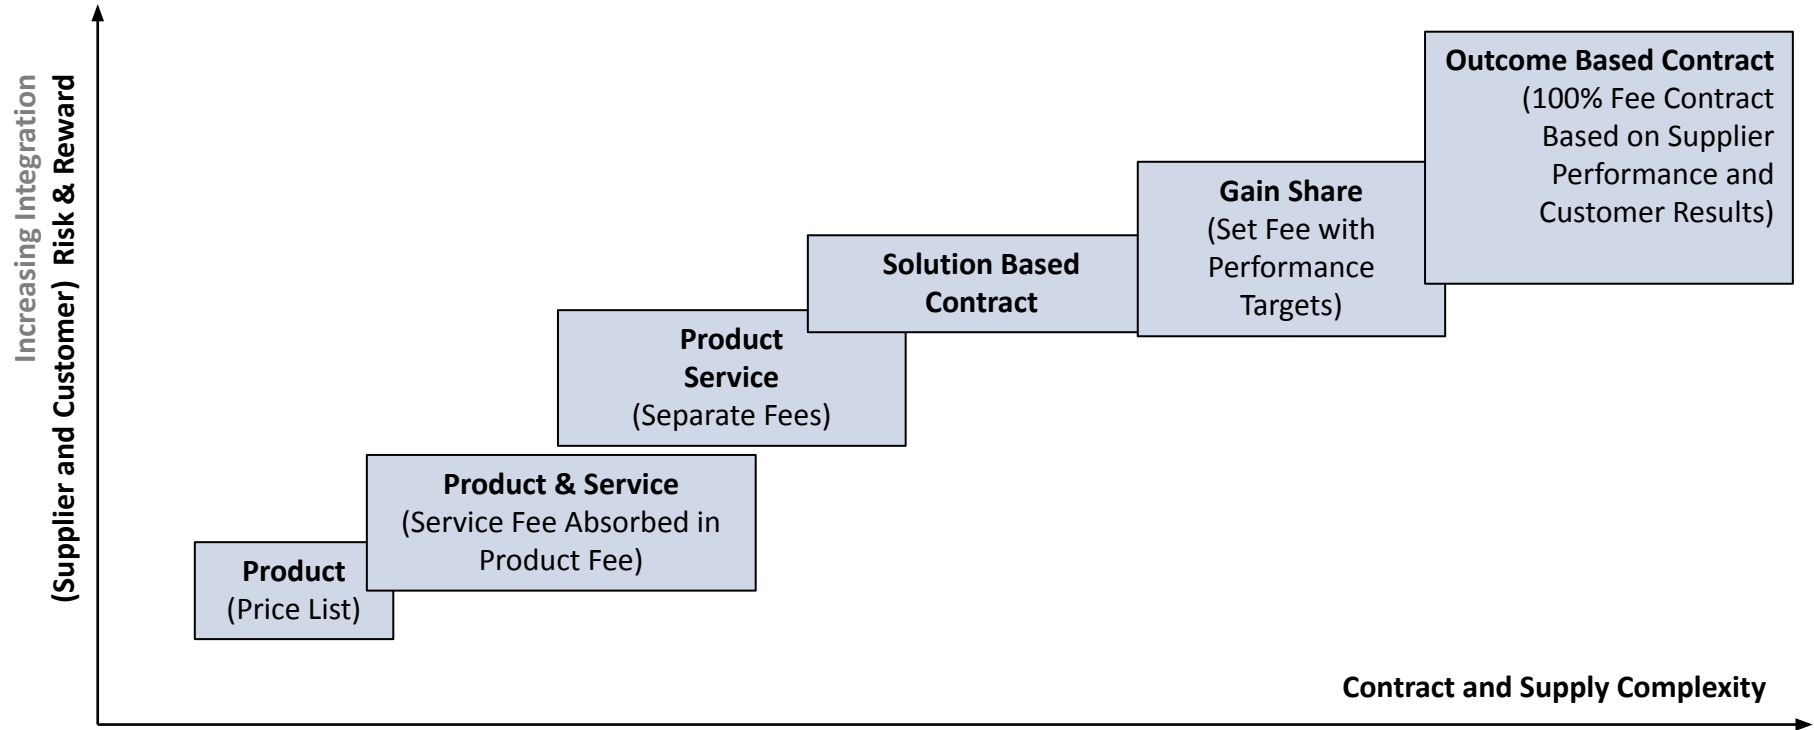 Increasing Integration
(Supplier and Customer) Risk & Reward
Outcome Based Contract
(100% Fee Contract
Based on Supplier
Performance and
Customer Results)
Gain Share
(Set Fee with
Performance
Targets)
Solution Based
Contract
Product
Service
(Separate Fees)
Product & Service
(Service Fee Absorbed in
Product Fee)
Product
(Price List)
Contract and Supply Complexity